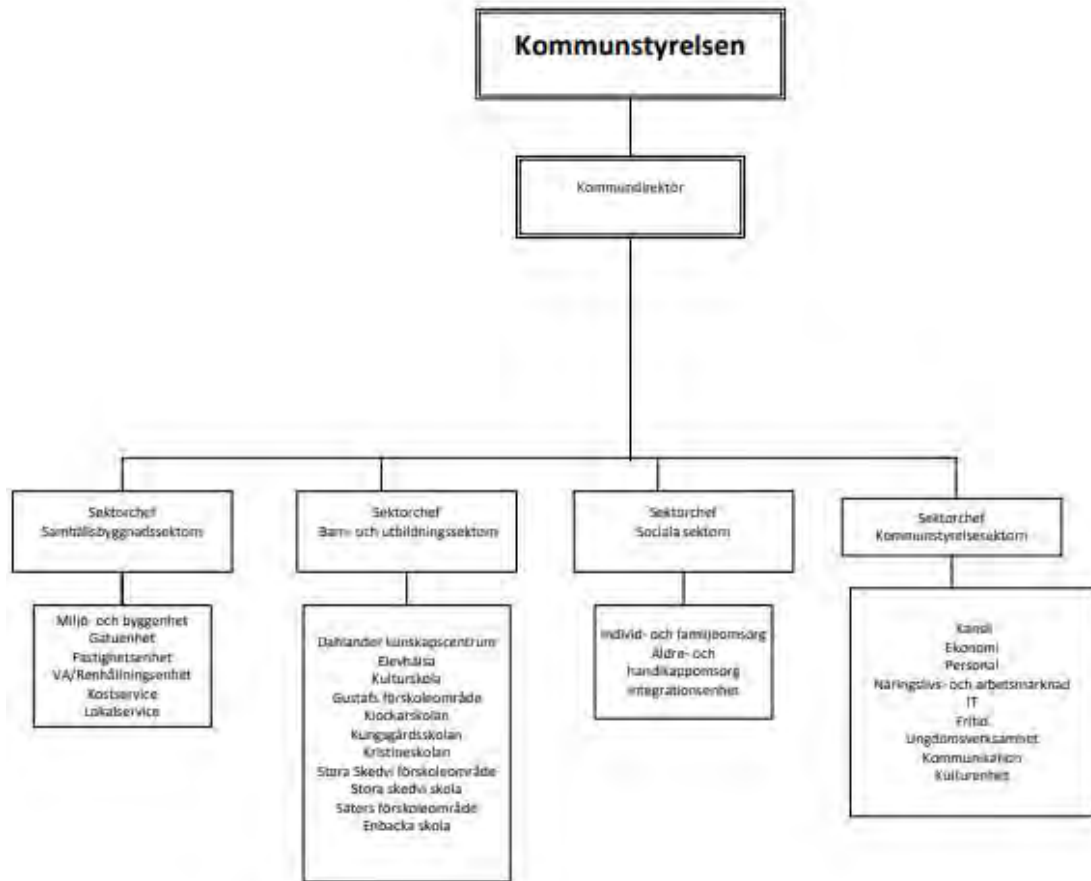 Kommunstyrelsen
Kommundirektör
Sektorchef
Samhällsbyggnadssektorn
Sektorchef
Barn- och utbildningssektorn
Sektorchef
Sociala sektorn
Sektorchef
Kommunstyrelsesektorn
Miljö- och byggenhet
Gatuenhet
Fastighetsenhet
VA/Renhållningsenhet
Kostservice
Lokalservice
Dahlander kunskapscentrum
Elevhälsa
Kulturskola
Gustafs förskoleområde
Klockarskolan
Kungsgårdsskolan
Kristineskolan
Stora Skedvi förskoleområde
Stora skedvi skola
Säters förskoleområde
Enbacka skola
Individ- och familjeomsorg
Äldre- och
handikappomsorg
Integrationsenhet
Kansli
Ekonomi
Personal
Näringslivs- och arbetsmarknad
IT
Fritid
Ungdomsverksamhet
Kommunikation
Kulturenhet